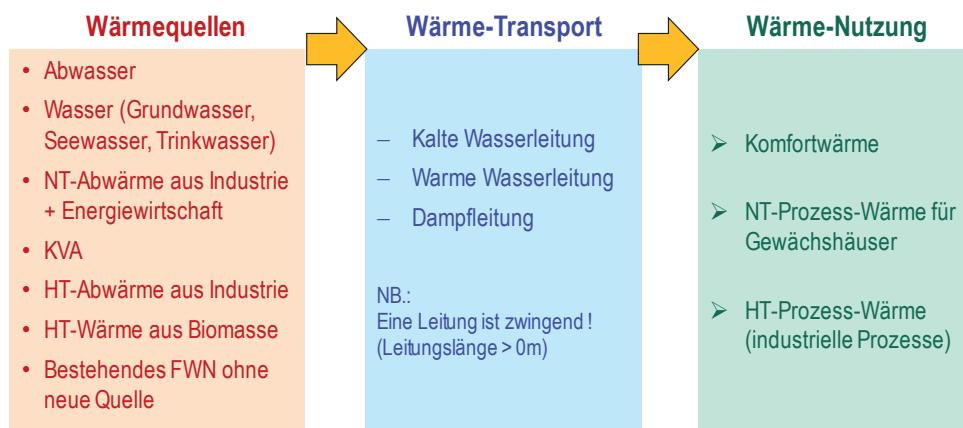 Wärmequellen
• Abwasser
• Wasser (Grundwasser,
Seewasser, Trinkwasser)
• NT-Abwärme aus Industrie
+ Energiewirtschaft
• KVA
• HT-Abwärme aus Industrie
• HT-Wärme aus Biomasse
• Bestehendes FWN ohne
neue Quelle
Wärme-Transport
– Kalte Wasserleitung
– Warme Wasserleitung
– Dampfleitung
NB.:
Eine Leitung ist zwingend !
(Leitungslänge > 0m)
Wärme-Nutzung
➢ Komfortwärme
➢ NT-Prozess-Wärme für
Gewächshäuser
➢ HT-Prozess-Wärme
(industrielle Prozesse)